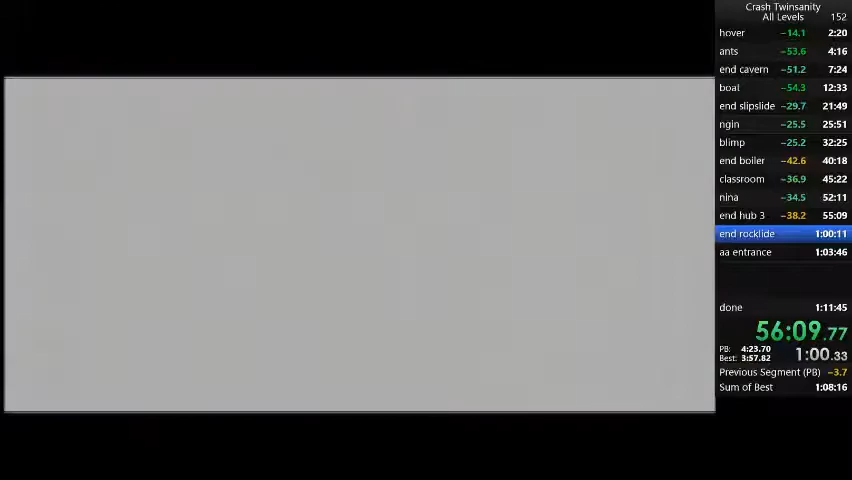 Crash Twinsanity
All Levels 152
hover −14.1 2:20
ants −53.6 4:16
end cavern −51.2 7:24
boat −54.3 12:33
end slipslide −29.7 21:49
ngin −25.5 25:51
blimp −25.2 32:25
end boiler −42.6 40:18
classroom −36.9 45:22
nina −34.5 52:11
end hub 3 −38.2 55:09
end rocklide 1:00:11
aa entrance 1:03:46
done 1:11:45
56:09.77
PB: 4:23.70
Best: 3:57.82 1:00.33
Previous Segment (PB) −3.7
Sum of Best 1:08:16